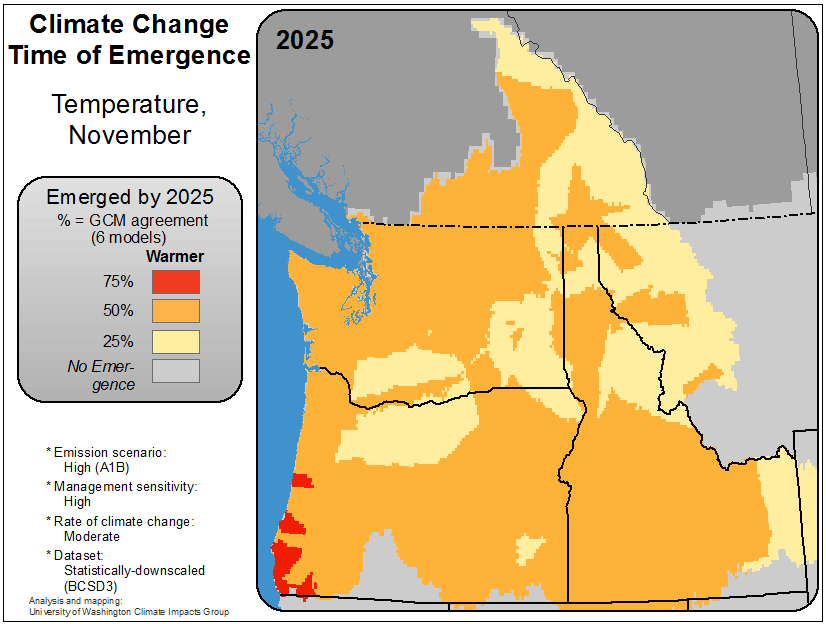 Climate Change
Time of Emergence
Temperature,
November
Emerged by 2025
% = GCM agreement
(6 models)
Warmer
75%
50%
25%
No Emer-
gence
* Emission scenario:
High (A1B)
* Management sensitivity:
High
* Rate of climate change:
Moderate
* Dataset:
Statistically-downscaled
(BCSD3)
Analysis and mapping:
University of Washington Climate Impacts Group
2025